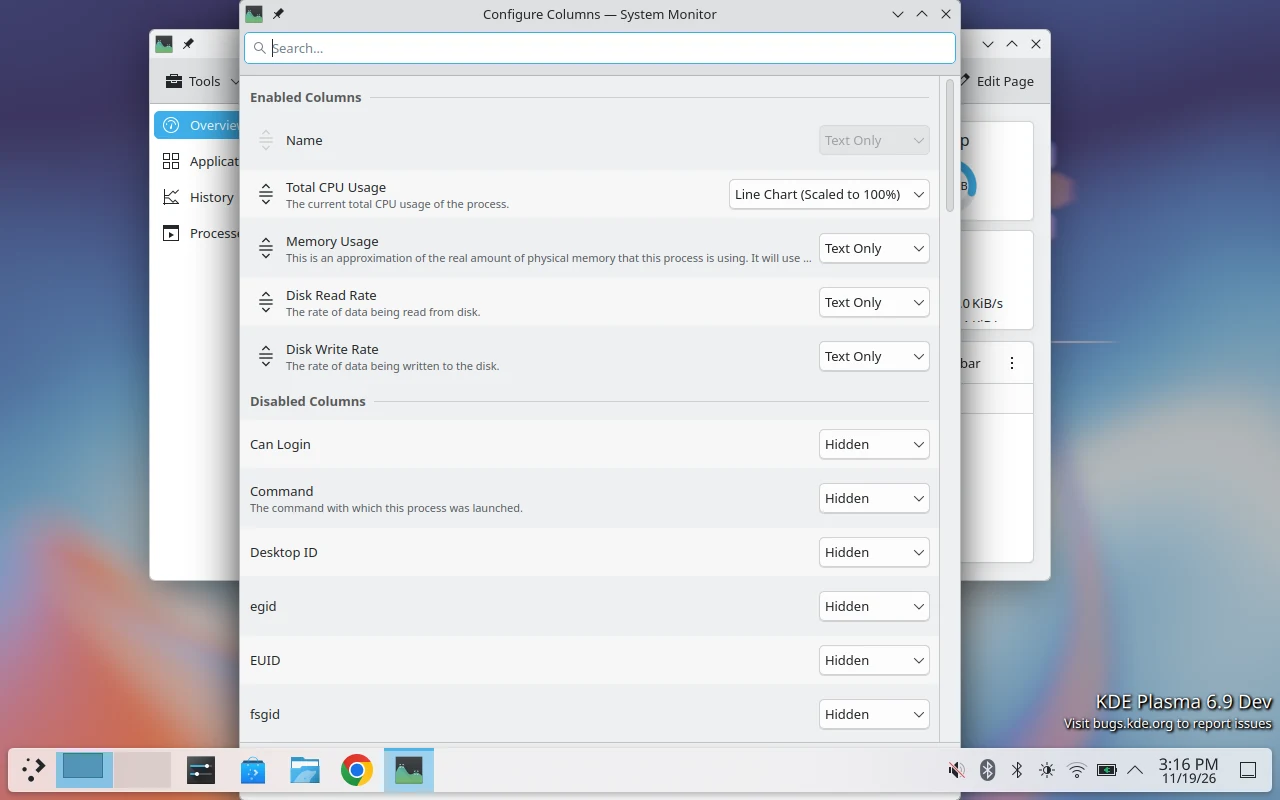 Configure Columns — System Monitor
Search...
Tools
Edit Page
Enabled Columns
Overvie
p
Name
Text Only
Applicat
B
Total CPU Usage
Line Chart (Scaled to 100%)
The current total CPU usage of the process.
History
Memory Usage
Text Only
This is an approximation of the real amount of physical memory that this process is using. It will use ...
Processe
Disk Read Rate
Text Only
The rate of data being read from disk.
.0 KiB/s
Disk Write Rate
Text Only
The rate of data being written to the disk.
bar
Disabled Columns
Can Login
Hidden
Command
Hidden
The command with which this process was launched.
Desktop ID
Hidden
egid
Hidden
EUID
Hidden
fsgid
Hidden
KDE Plasma 6.9 Dev
Visit bugs.kde.org to report issues
3:16 PM
11/19/26